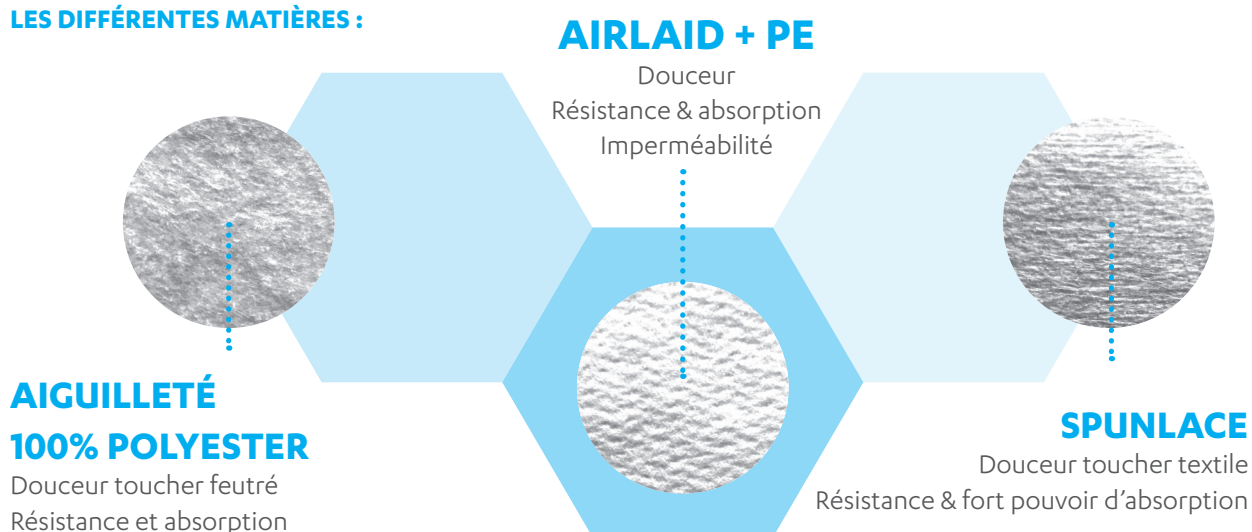 LES DIFFÉRENTES MATIÈRES :
AIRLAID + PE
Douceur
Résistance & absorption
Imperméabilité
AIGUILLETÉ
100% POLYESTER
Douceur toucher feutré
Résistance et absorption
SPUNLACE
Douceur toucher textile
Résistance & fort pouvoir d’absorption